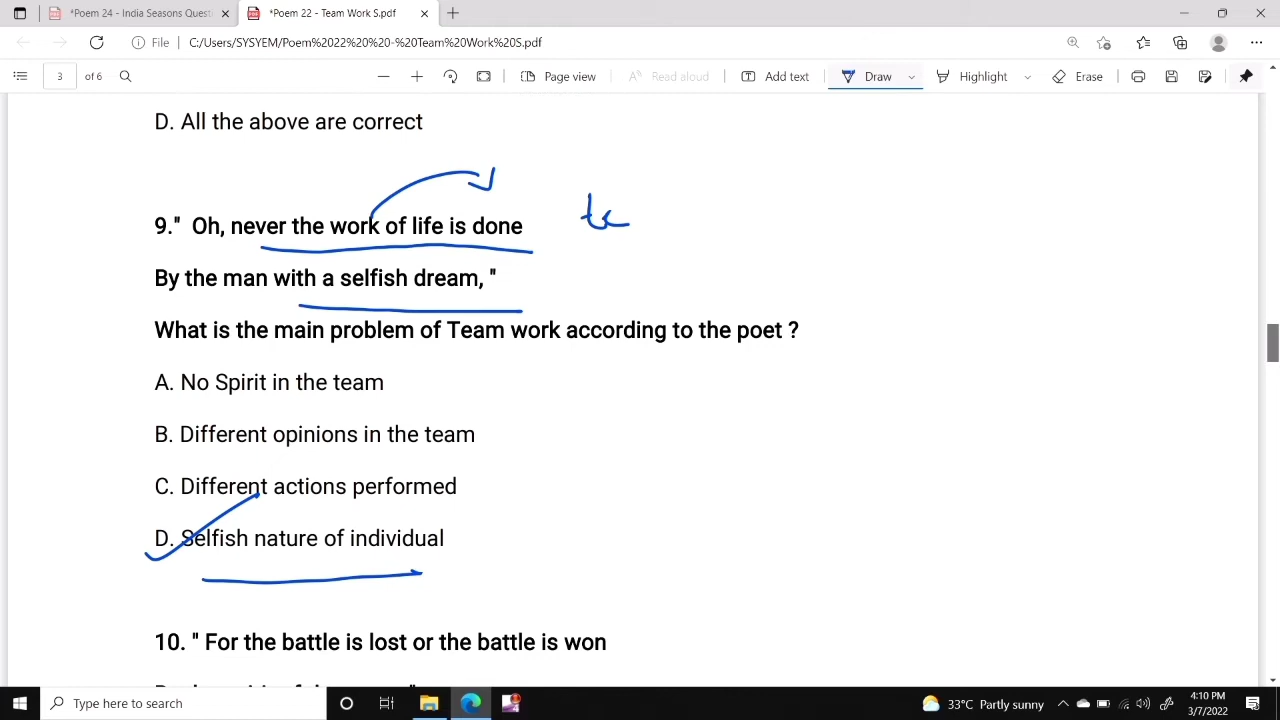 *Poem 24 - India Seasons Questi
*Poem 22 - Team Work S.pdf
File
C:/Users/SYSYEM/Poem%2022%20%20-%20Team%20Work%20S.pdf
3 of 6
Page view
Read aloud
Add text
Draw
Highlight
Erase
D. All the above are correct
9." Oh, never the work of life is done
By the man with a selfish dream, "
What is the main problem of Team work according to the poet ?
A. No Spirit in the team
B. Different opinions in the team
C. Different actions performed
D. Selfish nature of individual
10. " For the battle is lost or the battle is won
Type here to search
33°C Partly sunny
4:10 PM
3/7/2022